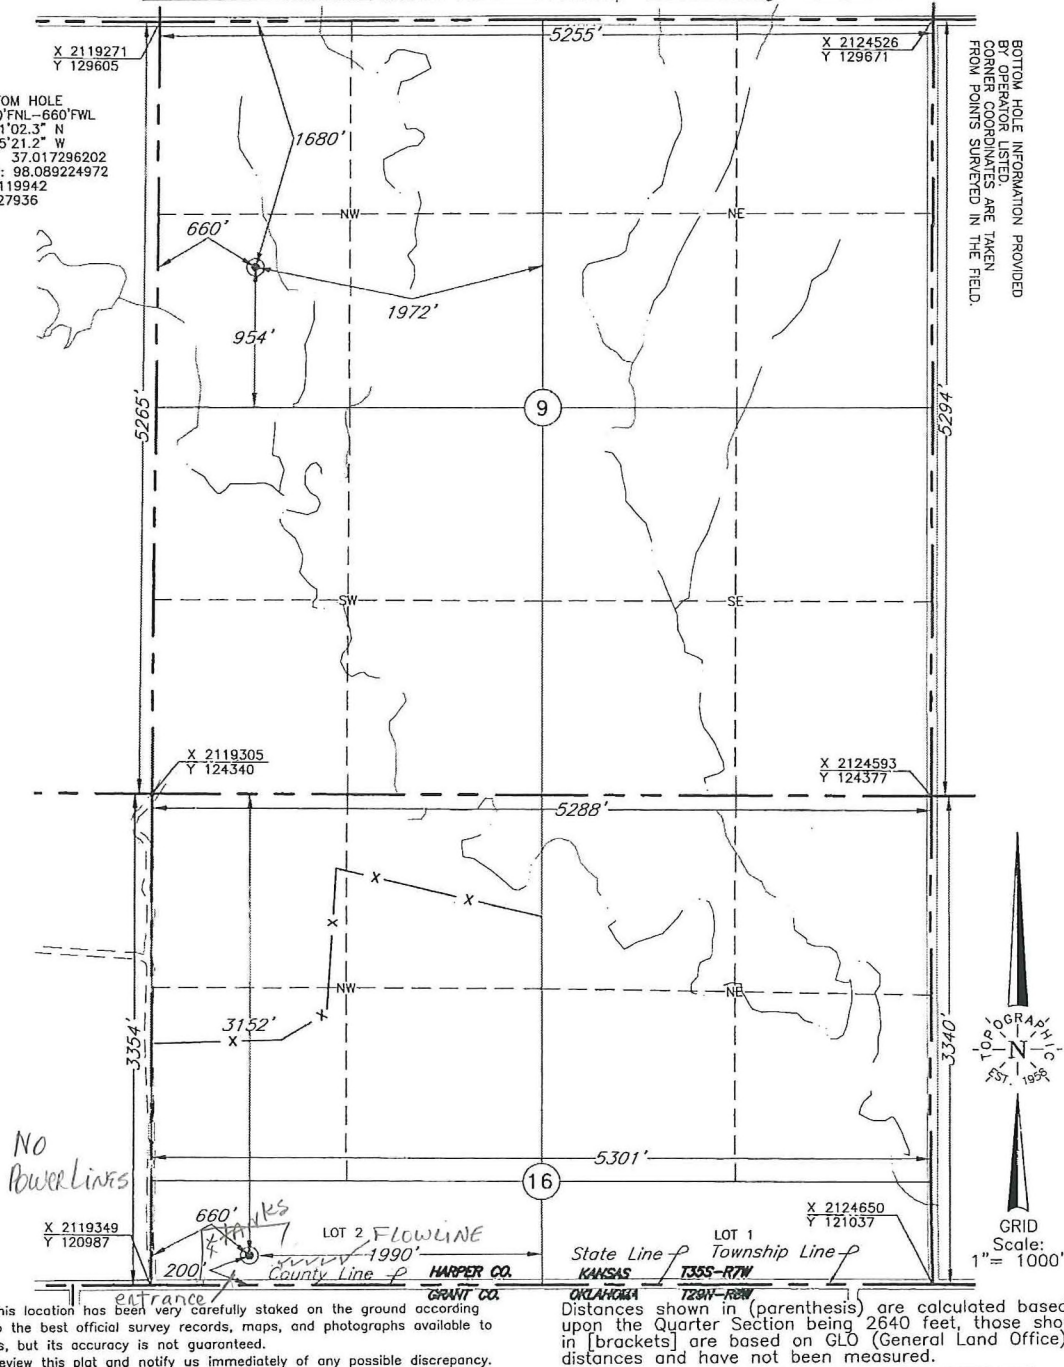 5255'
X 2119271
Y 129605
X 2124526
Y 129671
BOTTOM HOLE INFORMATION PROVIDED
BY OPERATOR LISTED.
CORNER COORDINATES ARE TAKEN
FROM POINTS SURVEYED IN THE FIELD.
OM HOLE
'FNL-660'FWL
1'02.3" N
5'21.2" W
37.017296202
: 98.089224972
119942
27936
1680'
NW
NE
660'
1972'
954'
5265'
9
5294'
SW
SE
X 2119305
Y 124340
X 2124593
Y 124377
5288'
X
X
X
NW
NE
3152'
X
X
3354'
3340'
TOPOGRAPHIC
N
EST. 1958
NO
POWERLINES
5301'
16
X 2119349
Y 120987
660'
4 TANKS
LOT 2 FLOWLINE
1990'
200'
entrance
County Line
HARPER CO.
GRANT CO.
State Line
KANSAS
OKLAHOMA
LOT 1
Township Line
T35S-R7W
T29N-R8W
X 2124650
Y 121037
GRID
Scale:
1"= 1000'
his location has been very carefully staked on the ground according
o the best official survey records, maps, and photographs available to
s, but its accuracy is not guaranteed.
eview this plat and notify us immediately of any possible discrepancy.
Distances shown in (parenthesis) are calculated based
upon the Quarter Section being 2640 feet, those sho
in [brackets] are based on GLO (General Land Office)
distances and have not been measured.